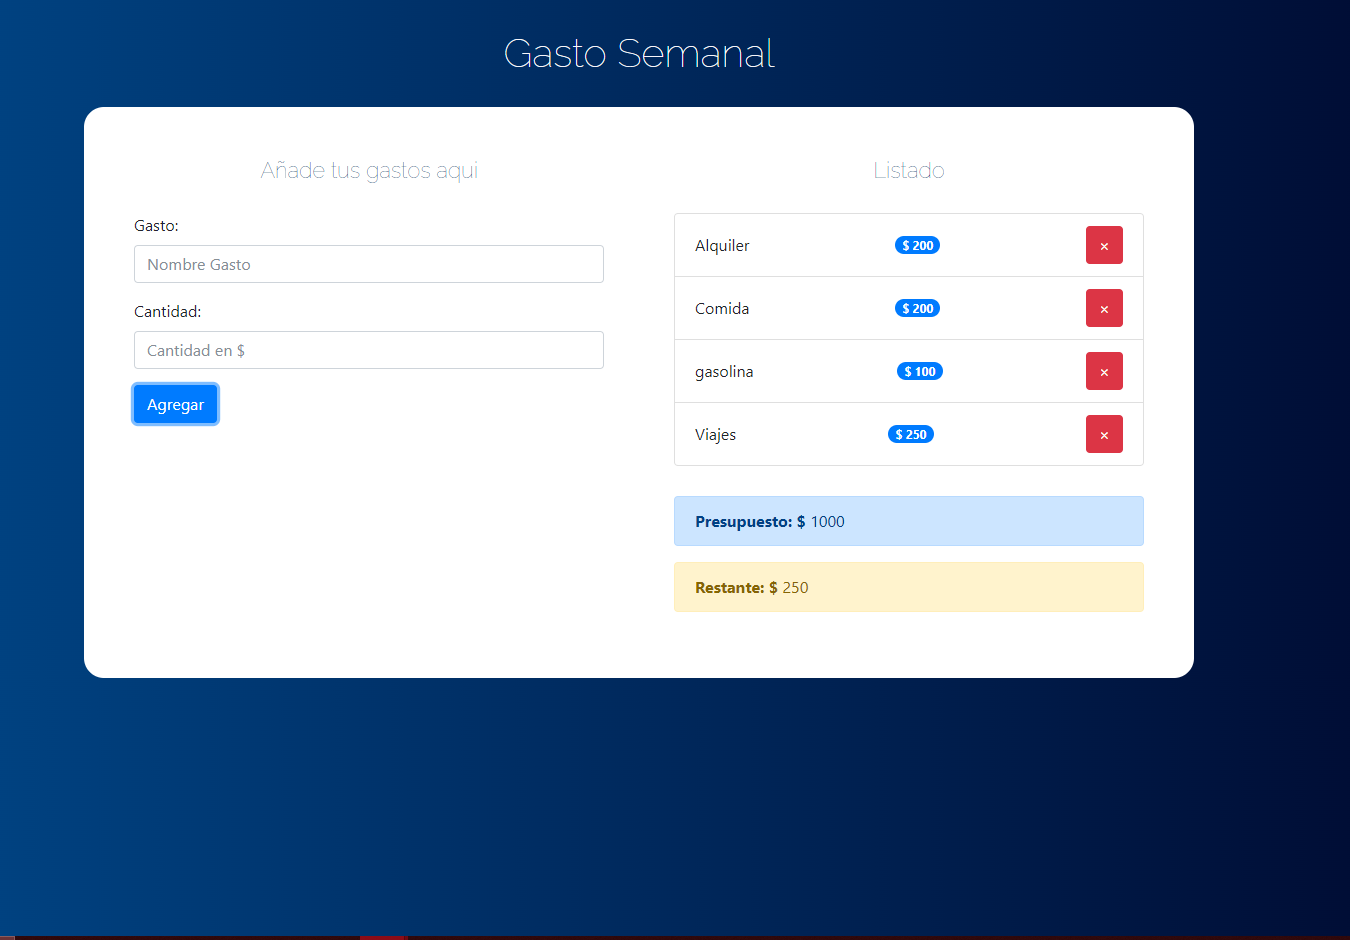 Gasto Semanal
Añade tus gastos aqui
Gasto:
Nombre Gasto
Cantidad:
Cantidad en $
Agregar
Listado
Alquiler $ 200 ×
Comida $ 200 ×
gasolina $ 100 ×
Viajes $ 250 ×
Presupuesto: $ 1000
Restante: $ 250